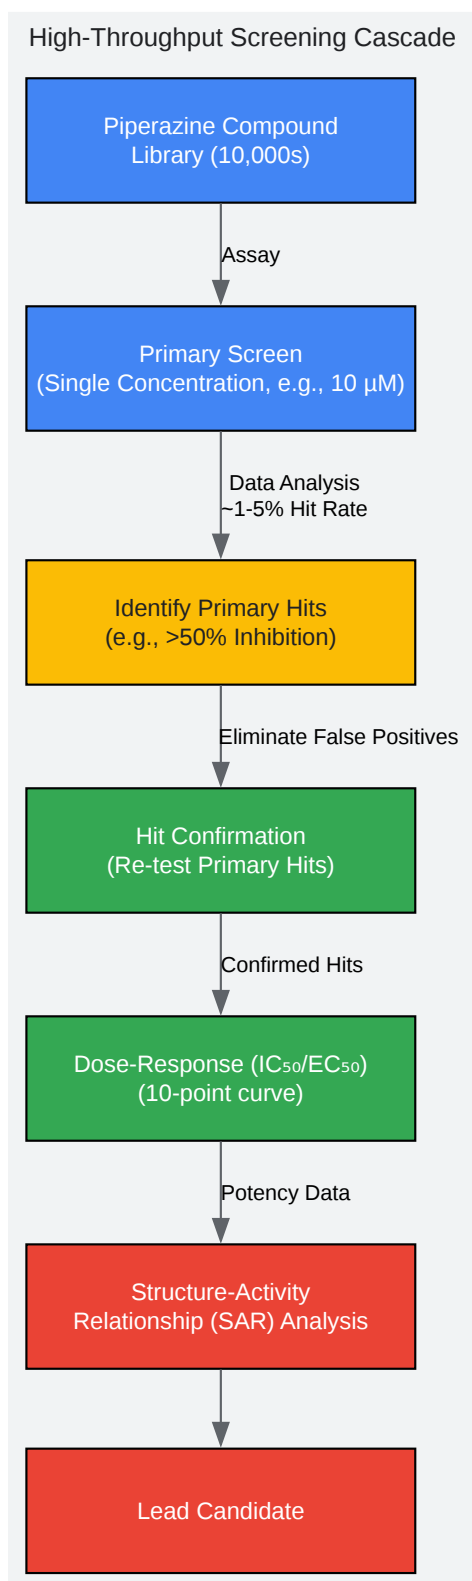 High-Throughput Screening Cascade
Piperazine Compound
Library (10,000s)
Assay
Primary Screen
(Single Concentration, e.g., 10 µM)
Data Analysis
~1-5% Hit Rate
Identify Primary Hits
(e.g., >50% Inhibition)
Eliminate False Positives
Hit Confirmation
(Re-test Primary Hits)
Confirmed Hits
Dose-Response (IC₅₀/EC₅₀)
(10-point curve)
Potency Data
Structure-Activity
Relationship (SAR) Analysis
Lead Candidate